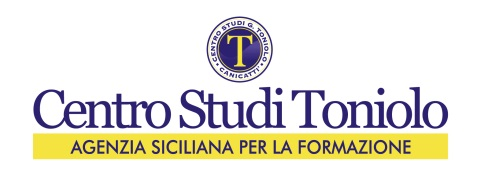 • CENTRO STUDI G. TONIOLO •
CANICATTÌ
T
Centro Studi Toniolo
AGENZIA SICILIANA PER LA FORMAZIONE